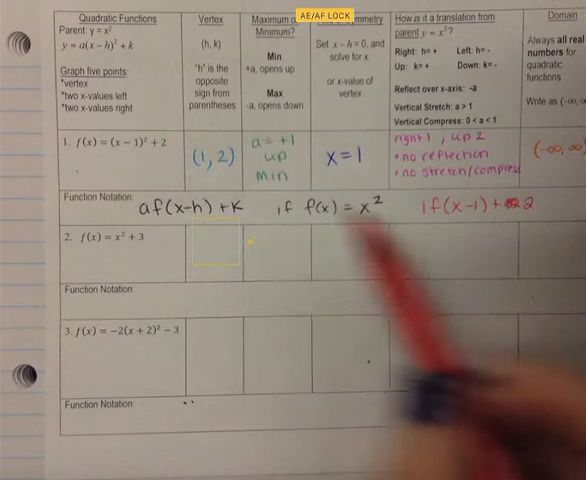 AE/AF LOCK
Quadratic Functions
Parent: y = x²
y = a(x − h)² + k
Graph five points:
*vertex
*two x-values left
*two x-values right
Vertex
(h, k)
"h" is the
opposite
sign from
parentheses
Maximum
Minimum?
Min
+a, opens up
Max
-a, opens down
Set x − h = 0, and
solve for x
or x-value of
vertex
How is it a translation from
parent y = x²?
Right: h= + Left: h= -
Up: k= + Down: k= -
Reflect over x-axis: -a
Vertical Stretch: a > 1
Vertical Compress: 0 < a < 1
Domain
Always all real
numbers for
quadratic
functions
Write as (-∞, ∞
1. f(x) = (x − 1)² + 2
(1, 2)
a = +1
up
min
x = 1
right 1, up 2
• no reflection
• no stretch/compress
(-∞, ∞)
Function Notation:
af(x-h) + k if f(x) = x² 1f(x-1) + 2
2. f(x) = x² + 3
Function Notation:
3. f(x) = −2(x + 2)² − 3
Function Notation: